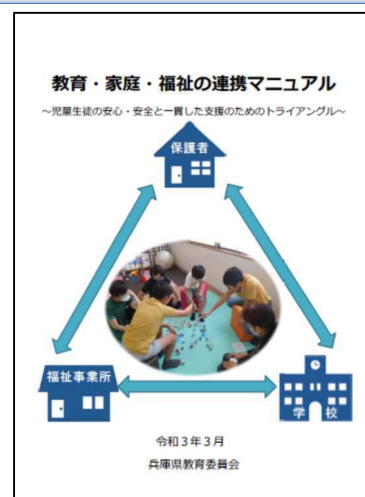 教育・家庭・福祉の連携マニュアル
～児童生徒の安心・安全と一貫した支援のためのトライアングル～
保護者
福祉事業所
学校
令和３年３月
兵庫県教育委員会